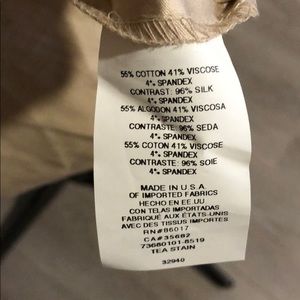 55% COTTON 41% VISCOSE
4% SPANDEX
CONTRAST: 96% SILK
4% SPANDEX
55% ALGODON 41% VISCOSA
4% SPANDEX
CONTRASTE: 96% SEDA
4% SPANDEX
55% COTON 41% VISCOSE
4% SPANDEX
CONTRASTE: 96% SOIE
4% SPANDEX
MADE IN U.S.A.
OF IMPORTED FABRICS
HECHO EN EE UU
CON TELAS IMPORTADAS
FABRIQUÉ AUX ÉTATS-UNIS
AVEC DES TISSUS IMPORTES
RN#86017
CA#35682
73680101-8519
TEA STAIN
32940